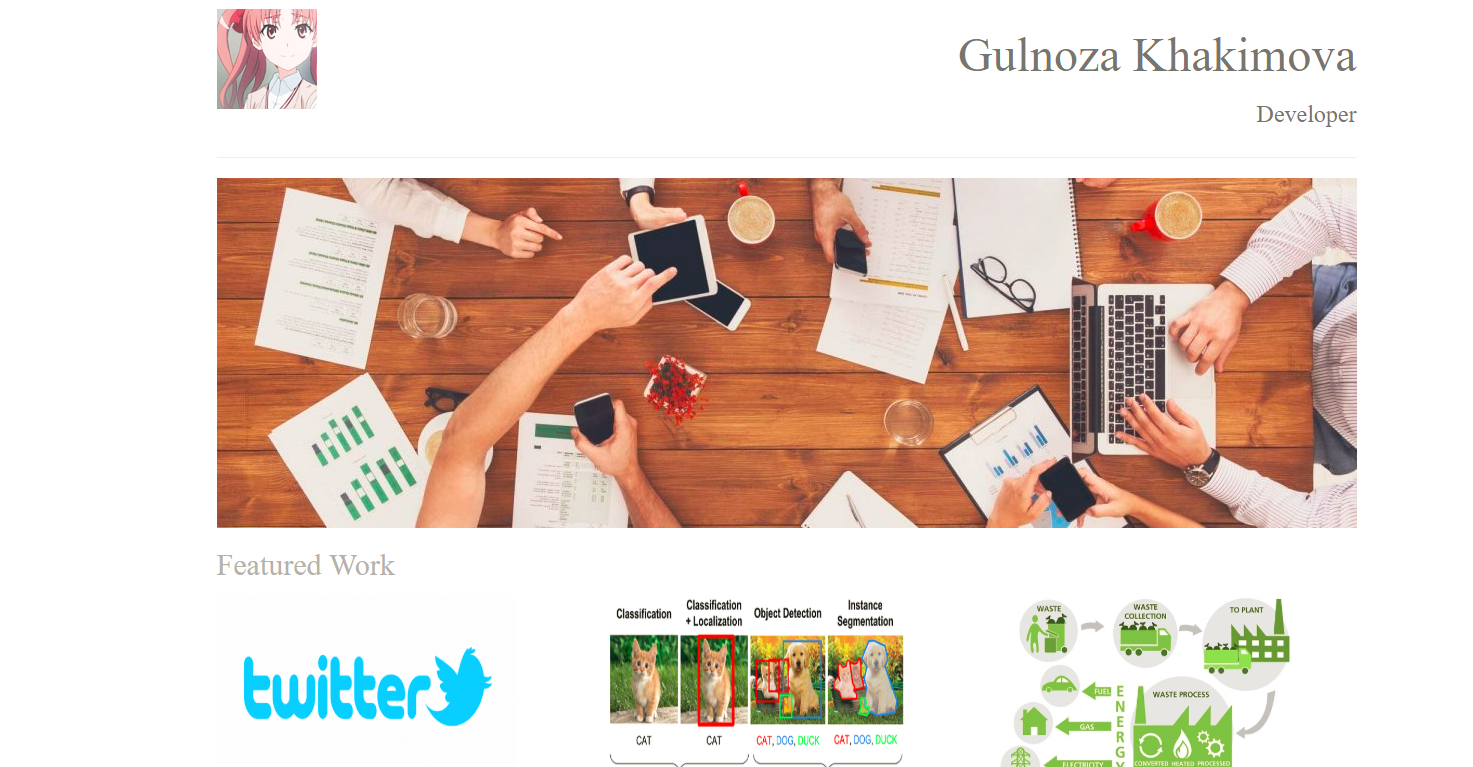 Gulnoza Khakimova
Developer
Featured Work
twitter
Classification
Classification
+ Localization
Object Detection
Instance
Segmentation
CAT
CAT
CAT, DOG, DUCK
CAT, DOG, DUCK
WASTE
WASTE
COLLECTION
TO PLANT
FUEL
GAS
ELECTRICITY
ENERGY
WASTE PROCESS
CONVERTED HEATED PROCESSED